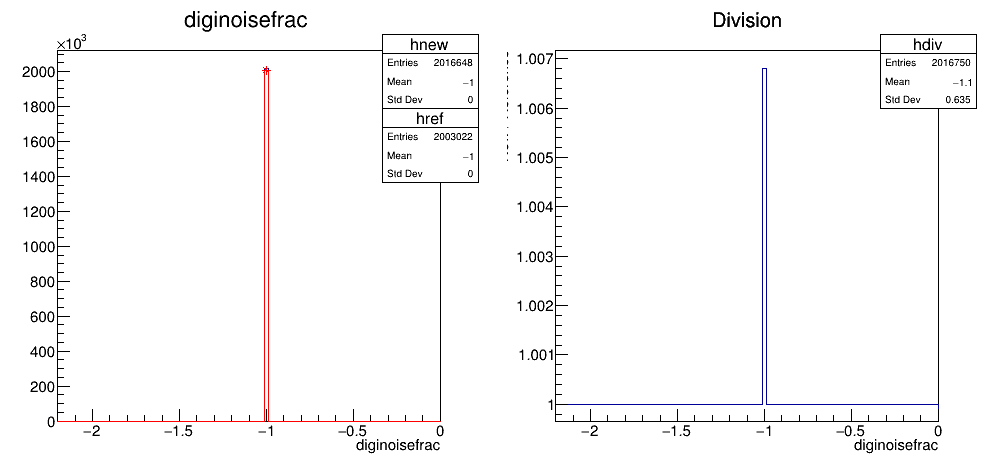 diginoisefrac
×10³
hnew
Entries 2016648
Mean −1
Std Dev 0
href
Entries 2003022
Mean −1
Std Dev 0
2000
1800
1600
1400
1200
1000
800
600
400
200
0
−2 −1.5 −1 −0.5 0
diginoisefrac
Division
hdiv
Entries 2016750
Mean −1.1
Std Dev 0.635
1.007
1.006
1.005
1.004
1.003
1.002
1.001
1
−2 −1.5 −1 −0.5 0
diginoisefrac